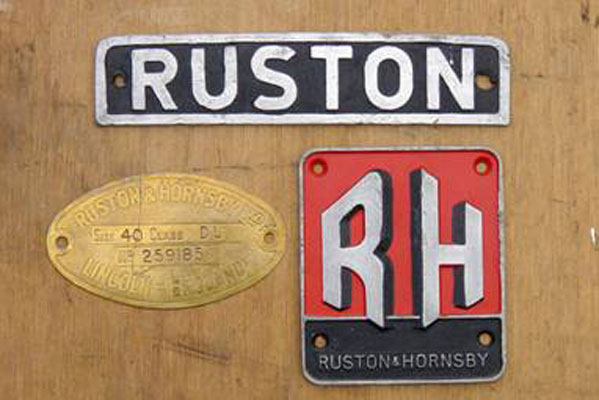 RUSTON
RUSTON & HORNSBY LTD
SIZE 40 CLASS DL
No 259185
LINCOLN ENGLAND
RH
RUSTON & HORNSBY